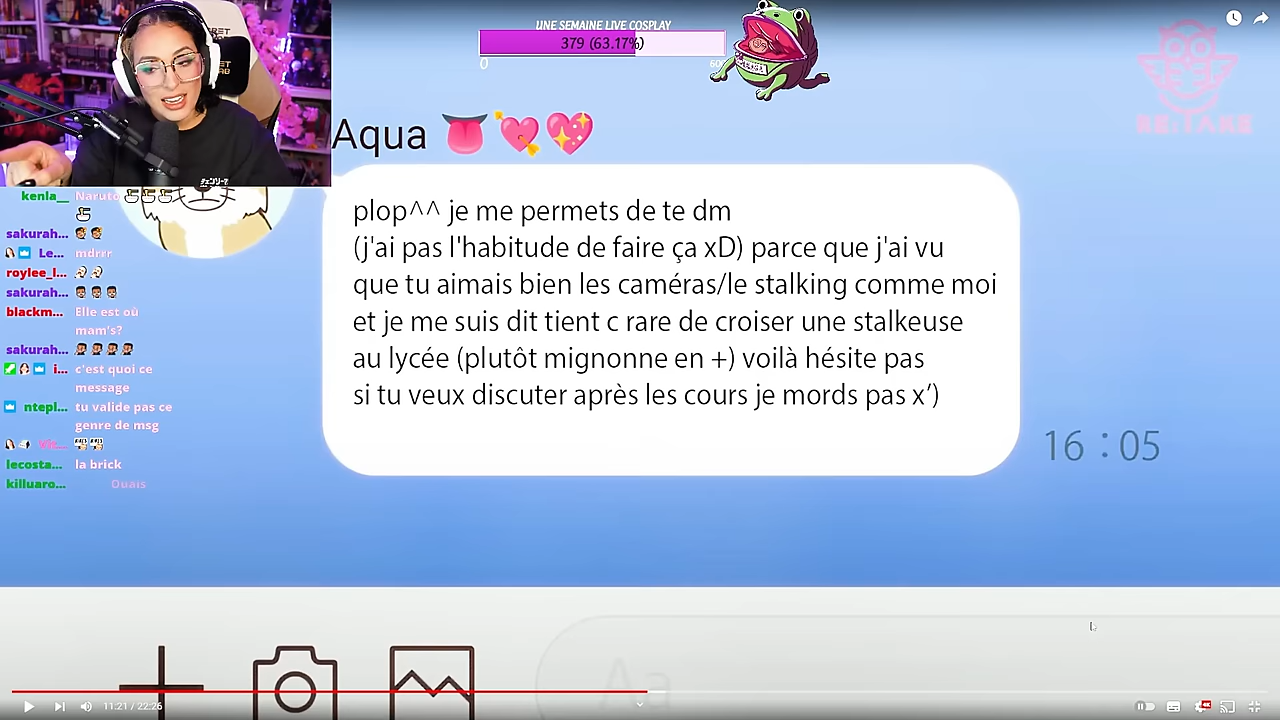 UNE SEMAINE LIVE COSPLAY
379 (63.17%)
0
Aqua
plop^^ je me permets de te dm
(j'ai pas l'habitude de faire ça xD) parce que j'ai vu
que tu aimais bien les caméras/le stalking comme moi
et je me suis dit tient c rare de croiser une stalkeuse
au lycée (plutôt mignonne en +) voilà hésite pas
si tu veux discuter après les cours je mords pas x')
16 : 05
kenla__ Naruto
sakurah...
Le... mdrrr
roylee_l...
sakurah...
blackm... Elle est où
mam's?
sakurah...
i... c'est quoi ce
message
ntepl... tu valide pas ce
genre de msg
lecosta... la brick
killuaro... Ouais
Aa
11:21 / 22:26